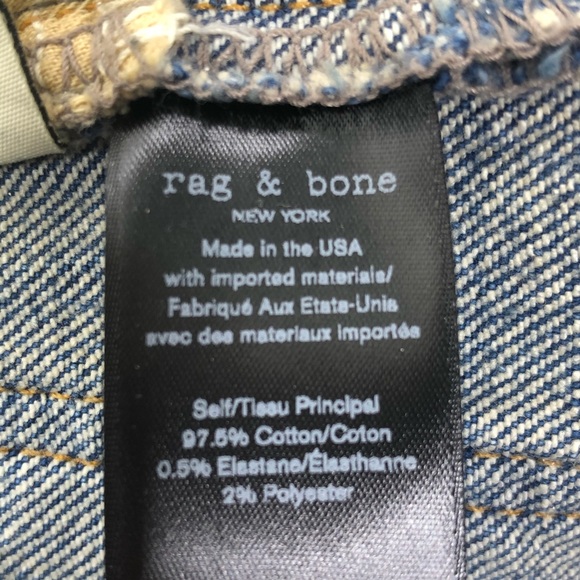 rag & bone
NEW YORK
Made in the USA
with imported materials/
Fabriqué Aux Etats-Unis
avec des materiaux importés
Self/Tissu Principal
97.5% Cotton/Coton
0.5% Elastane/Élasthanne
2% Polyester